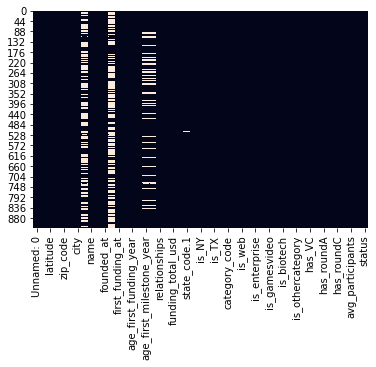 0
44
88
132
176
220
264
308
352
396
440
484
528
572
616
660
704
748
792
836
880
Unnamed: 0
latitude
zip_code
city
name
founded_at
first_funding_at
age_first_funding_year
age_first_milestone_year
relationships
funding_total_usd
state_code.1
is_NY
is_TX
category_code
is_web
is_enterprise
is_gamesvideo
is_biotech
is_othercategory
has_VC
has_roundA
has_roundC
avg_participants
status